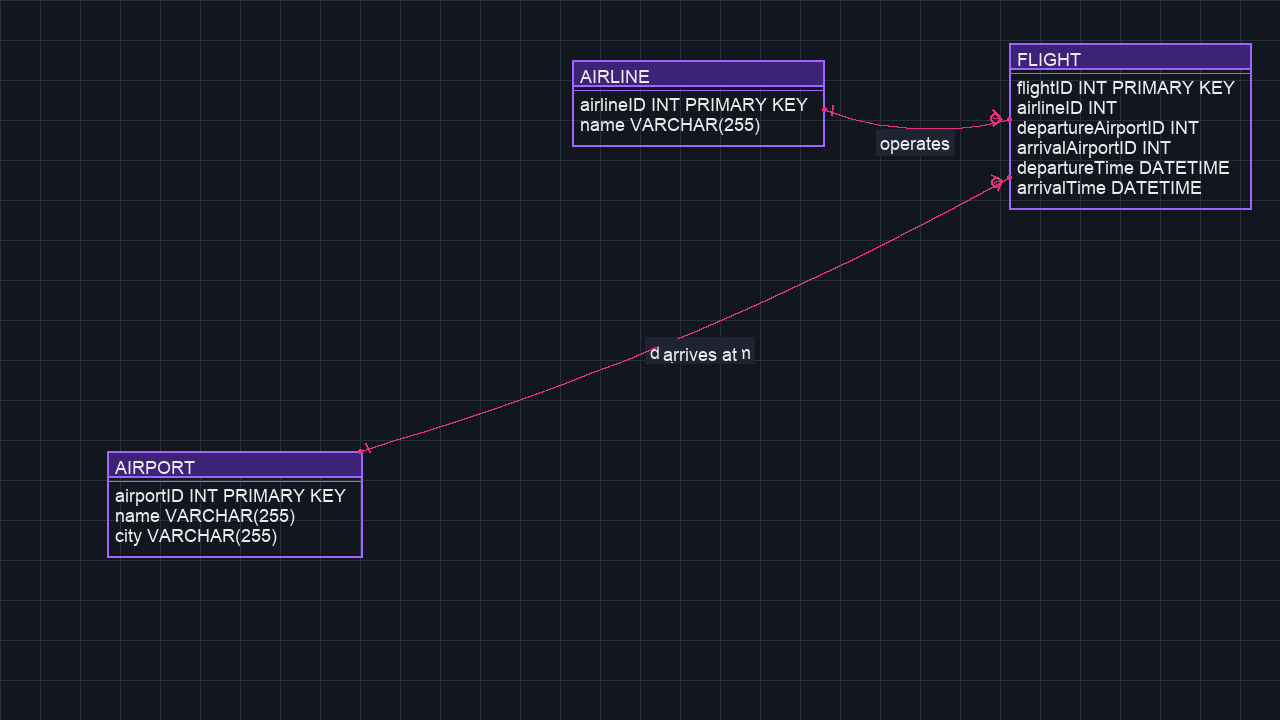 AIRLINE
airlineID INT PRIMARY KEY
name VARCHAR(255)
FLIGHT
flightID INT PRIMARY KEY
airlineID INT
departureAirportID INT
arrivalAirportID INT
departureTime DATETIME
arrivalTime DATETIME
operates
arrives at
AIRPORT
airportID INT PRIMARY KEY
name VARCHAR(255)
city VARCHAR(255)